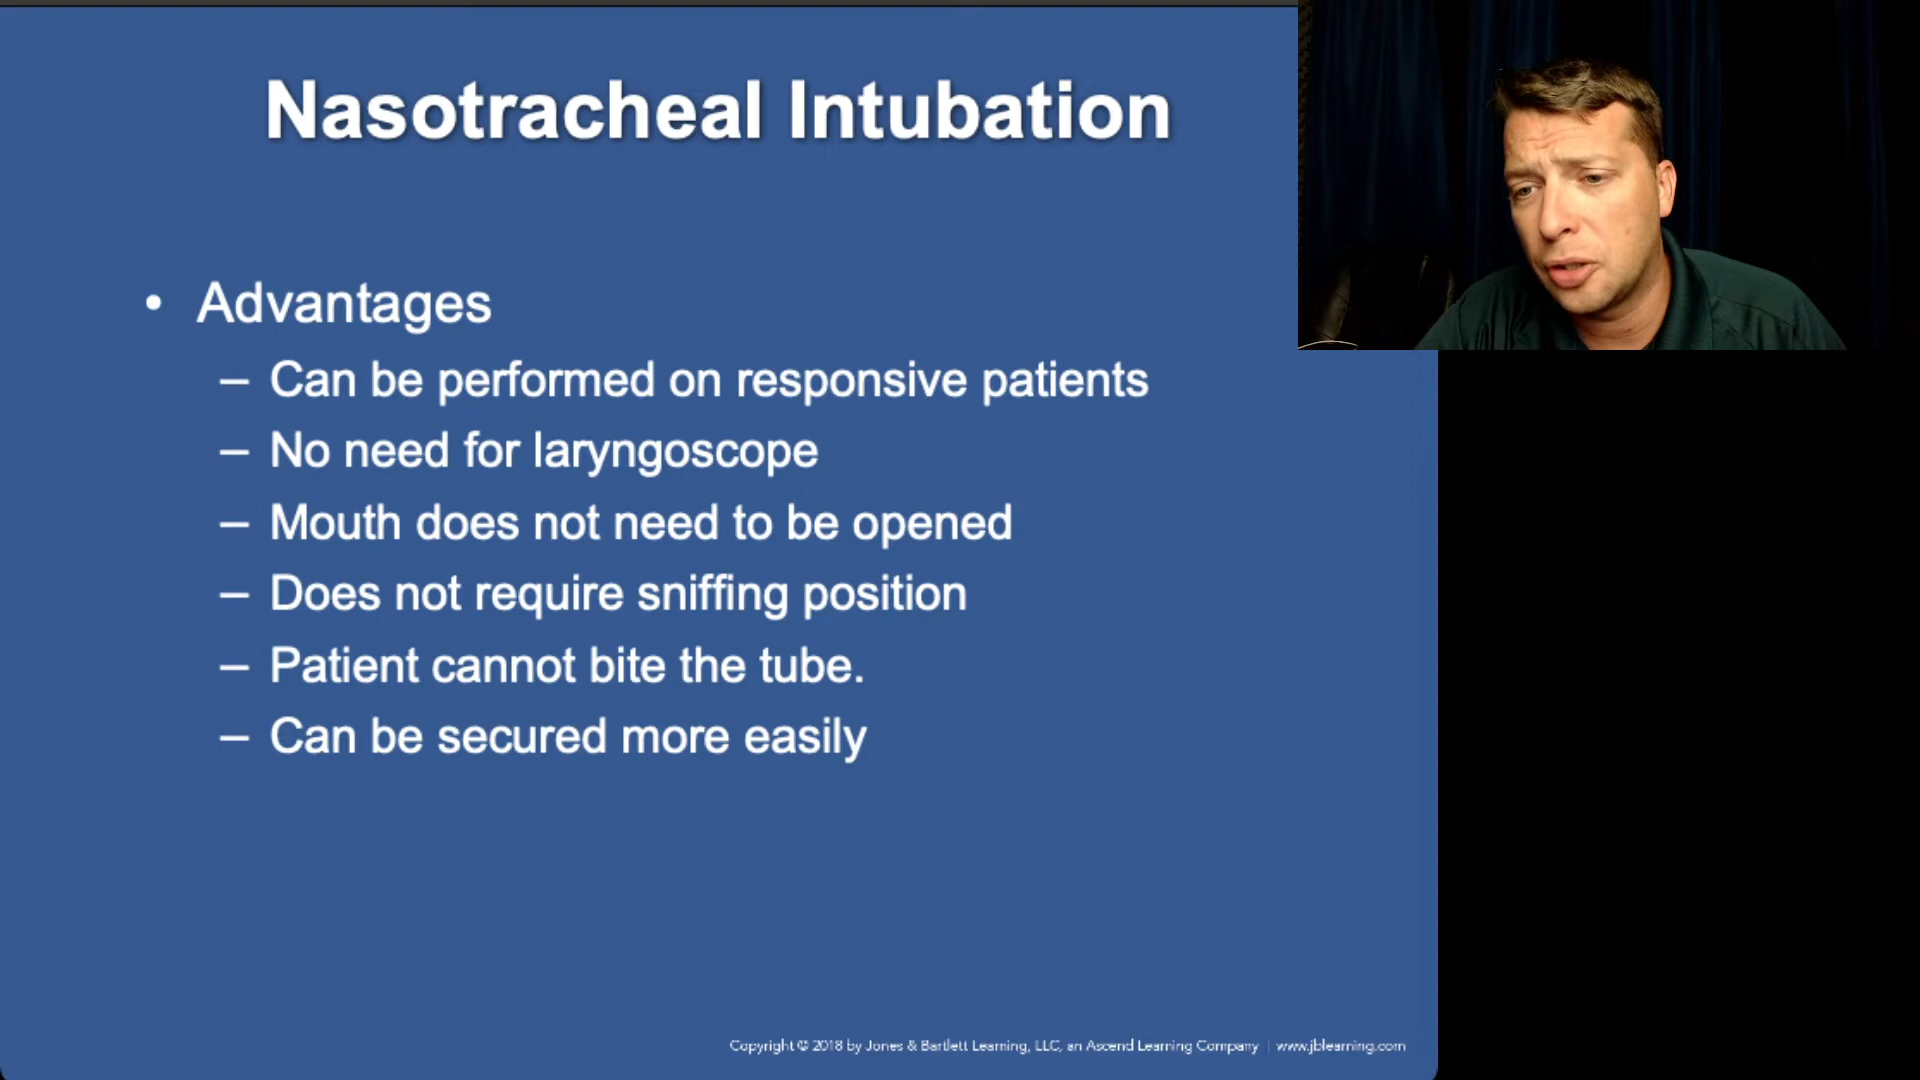 Nasotracheal Intubation
• Advantages
– Can be performed on responsive patients
– No need for laryngoscope
– Mouth does not need to be opened
– Does not require sniffing position
– Patient cannot bite the tube.
– Can be secured more easily
Copyright © 2018 by Jones & Bartlett Learning, LLC, an Ascend Learning Company | www.jblearning.com